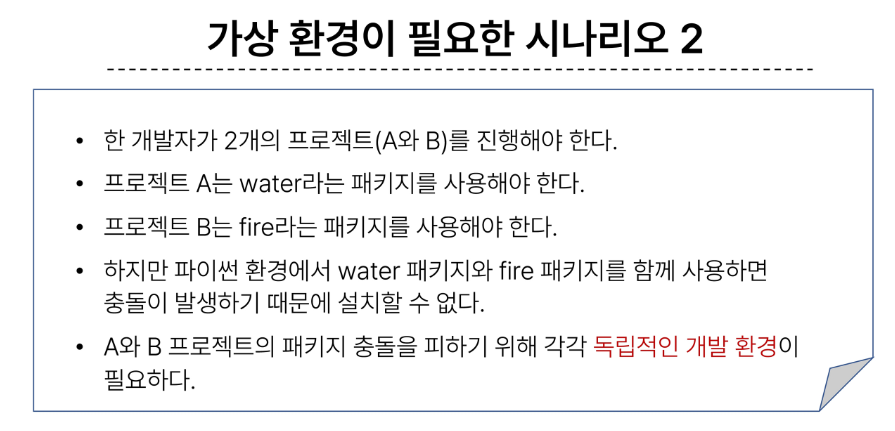 가상 환경이 필요한 시나리오 2
• 한 개발자가 2개의 프로젝트(A와 B)를 진행해야 한다.
• 프로젝트 A는 water라는 패키지를 사용해야 한다.
• 프로젝트 B는 fire라는 패키지를 사용해야 한다.
• 하지만 파이썬 환경에서 water 패키지와 fire 패키지를 함께 사용하면
충돌이 발생하기 때문에 설치할 수 없다.
• A와 B 프로젝트의 패키지 충돌을 피하기 위해 각각 독립적인 개발 환경이
필요하다.